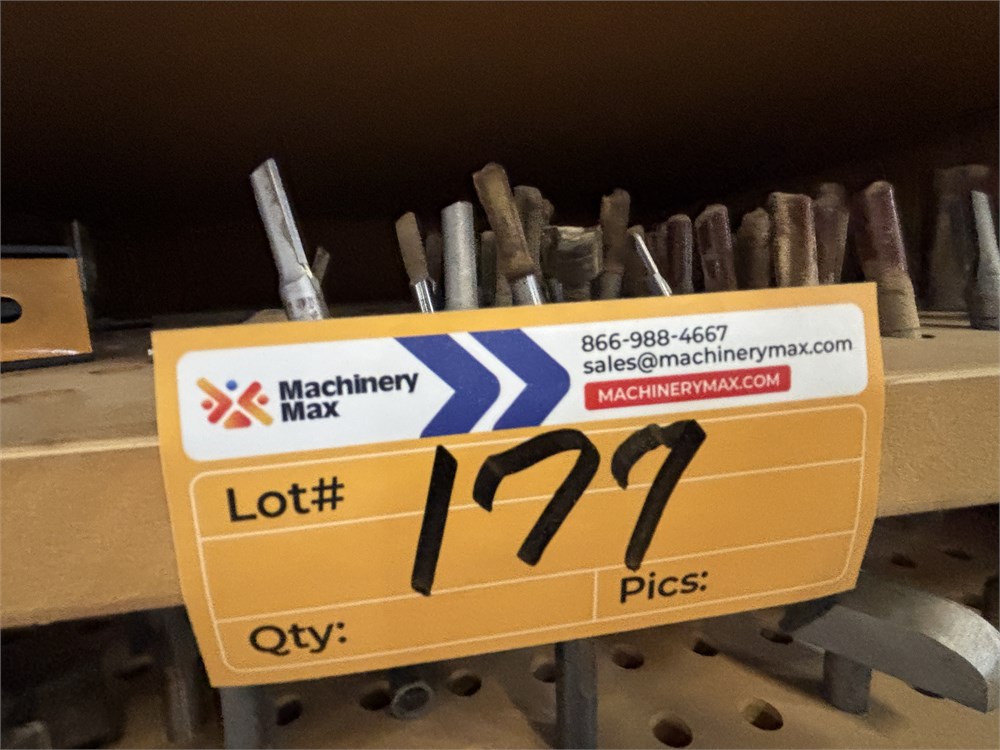 Machinery
Max
866-988-4667
sales@machinerymax.com
MACHINERYMAX.COM
Lot# 177
Pics:
Qty: